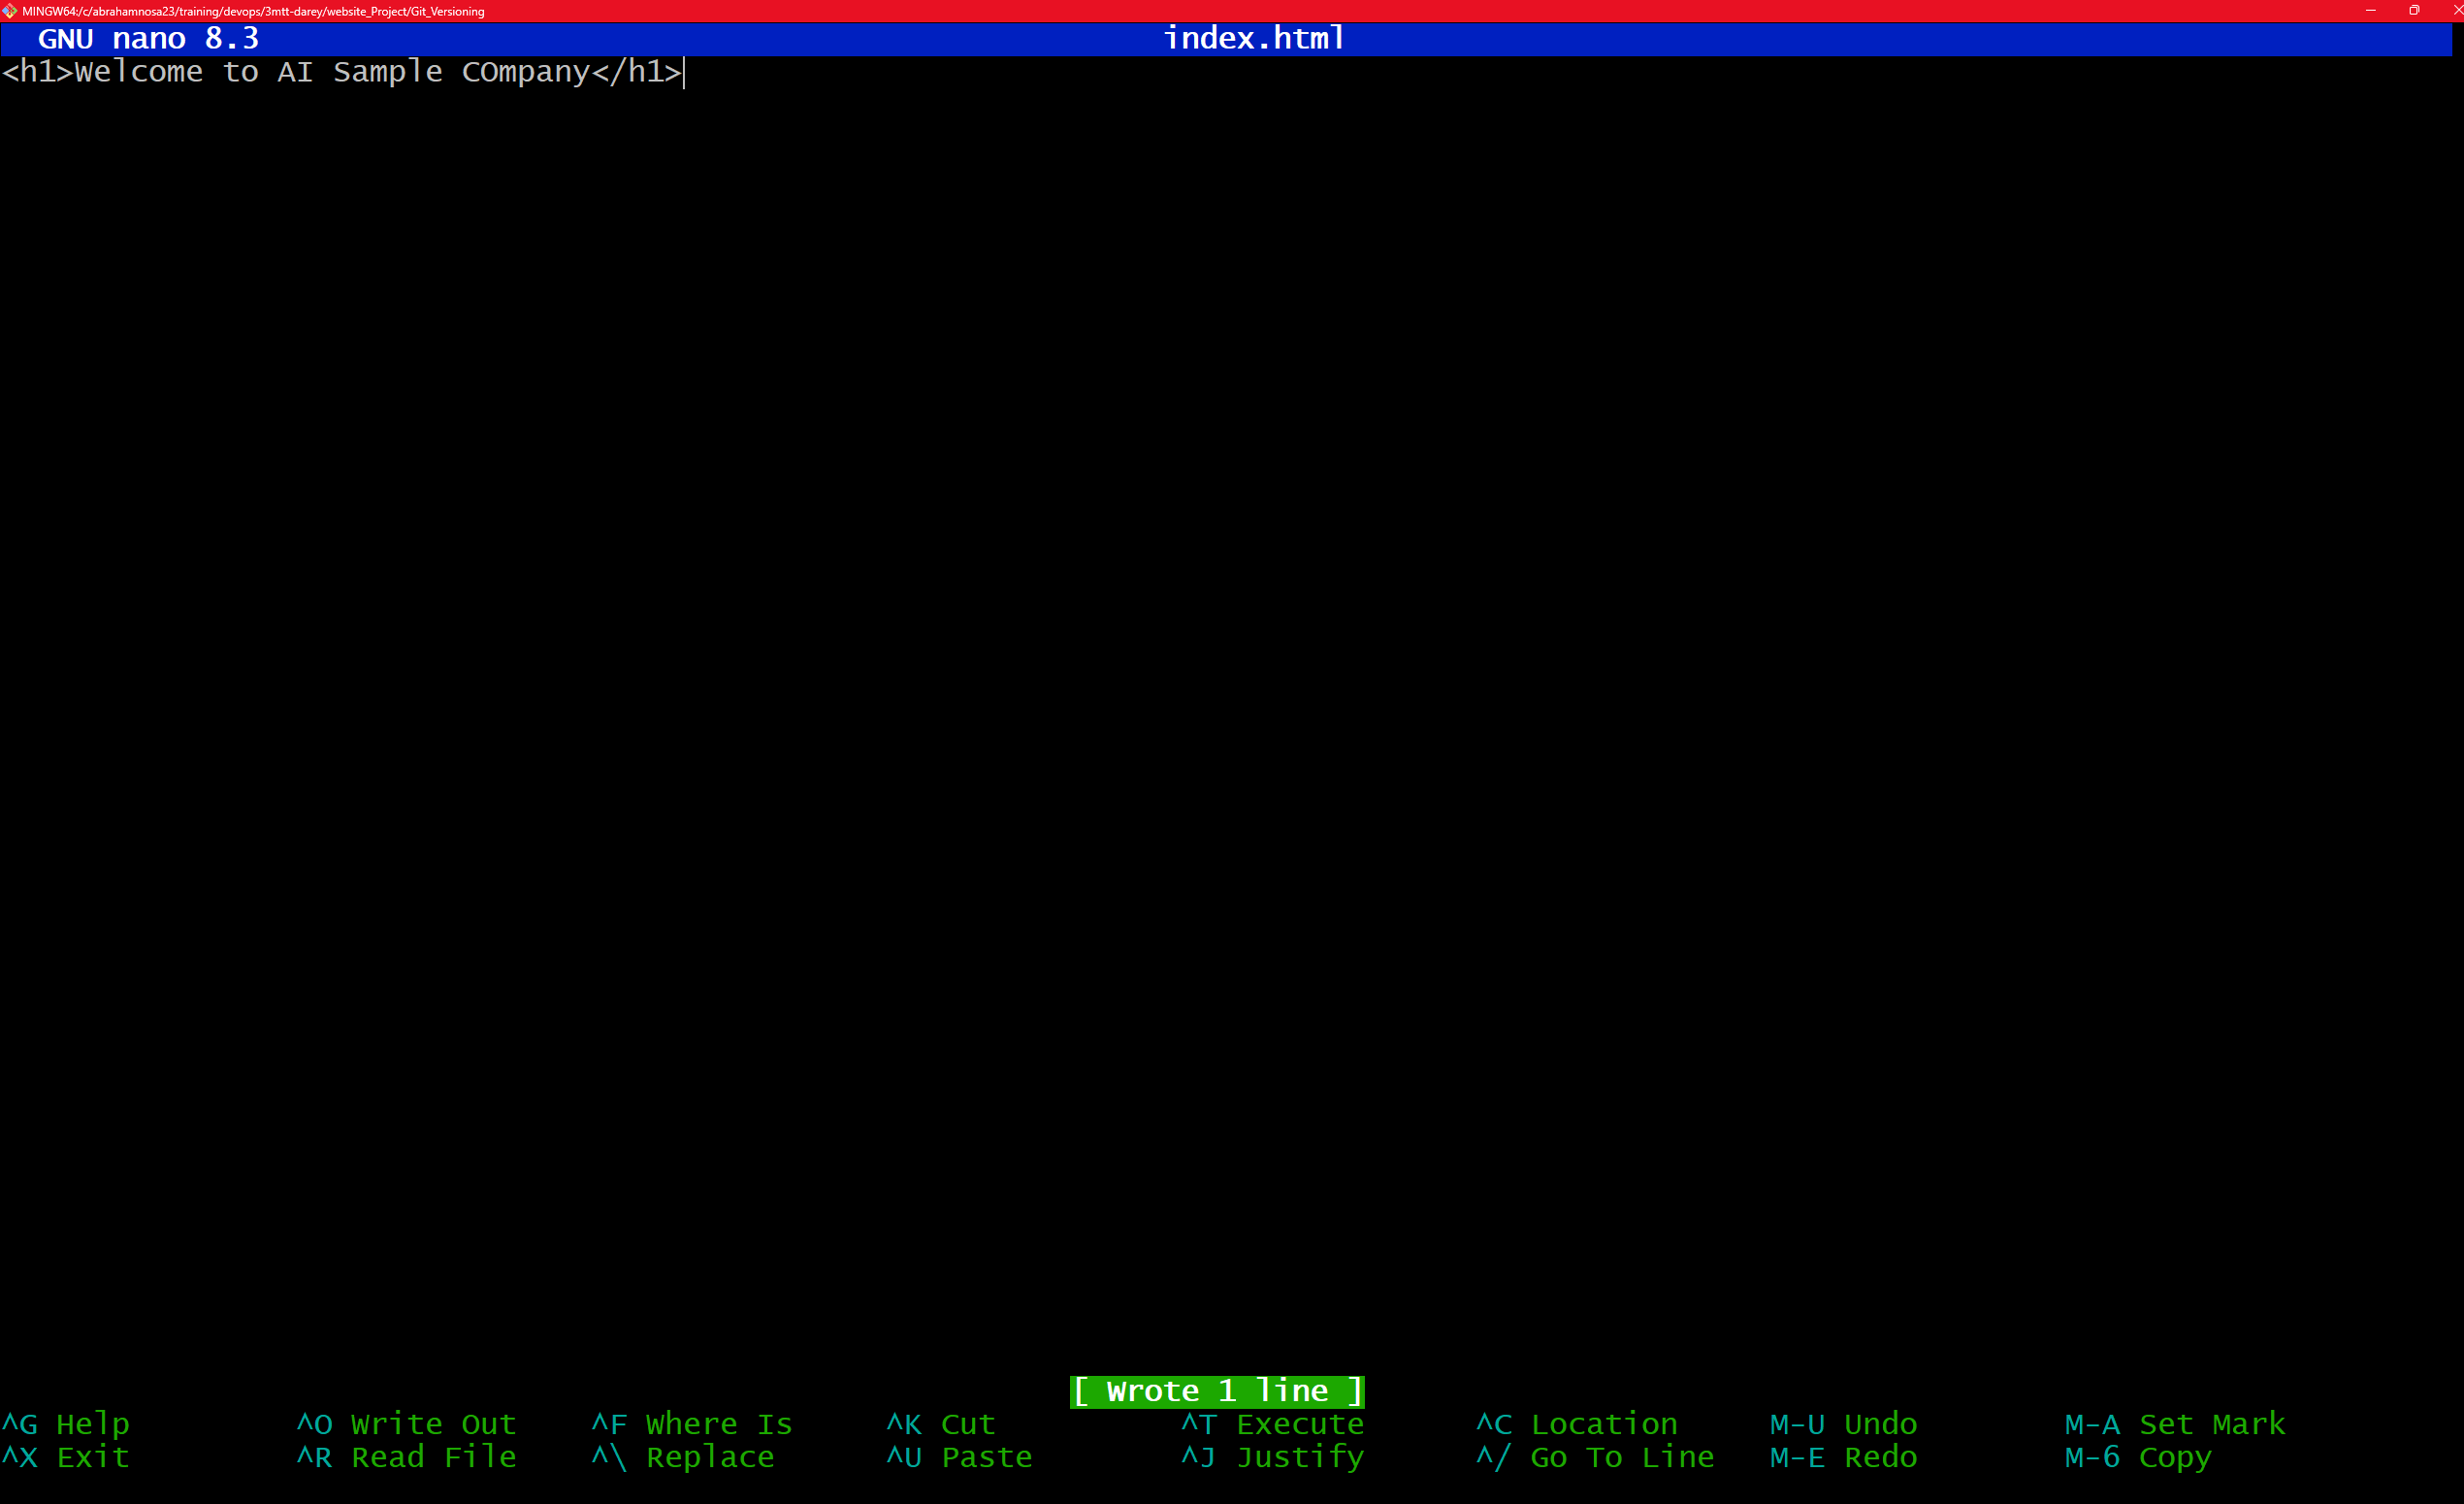 MINGW64:/c/abrahamnosa23/training/devops/3mtt-darey/website_Project/Git_Versioning
GNU nano 8.3 index.html
<h1>Welcome to AI Sample COmpany</h1>
[ Wrote 1 line ]
^G Help ^O Write Out ^F Where Is ^K Cut ^T Execute ^C Location M-U Undo M-A Set Mark
^X Exit ^R Read File ^\ Replace ^U Paste ^J Justify ^/ Go To Line M-E Redo M-6 Copy